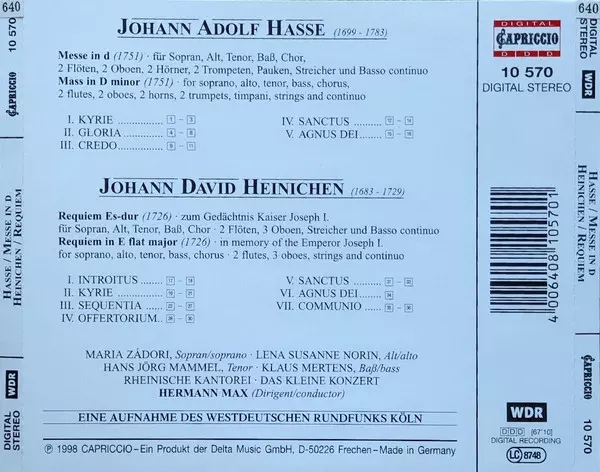 640
10 570
CAPRICCIO
HASSE / MESSE IN D
HEINICHEN / REQUIEM
WDR
DIGITAL
STEREO
JOHANN ADOLF HASSE (1699 - 1783)
Messe in d (1751) · für Sopran, Alt, Tenor, Baß, Chor,
2 Flöten, 2 Oboen, 2 Hörner, 2 Trompeten, Pauken, Streicher und Basso continuo
Mass in D minor (1751) · for soprano, alto, tenor, bass, chorus,
2 flutes, 2 oboes, 2 horns, 2 trumpets, timpani, strings and continuo
I. KYRIE
II. GLORIA
III. CREDO
IV. SANCTUS
V. AGNUS DEI
JOHANN DAVID HEINICHEN (1683 - 1729)
Requiem Es-dur (1726) · zum Gedächtnis Kaiser Joseph I.
für Sopran, Alt, Tenor, Baß, Chor · 2 Flöten, 3 Oboen, Streicher und Basso continuo
Requiem in E flat major (1726) · in memory of the Emperor Joseph I.
for soprano, alto, tenor, bass, chorus · 2 flutes, 3 oboes, strings and continuo
I. INTROITUS
II. KYRIE
III. SEQUENTIA
IV. OFFERTORIUM
V. SANCTUS
VI. AGNUS DEI
VII. COMMUNIO
MARIA ZÁDORI, Sopran/soprano · LENA SUSANNE NORIN, Alt/alto
HANS JÖRG MAMMEL, Tenor · KLAUS MERTENS, Baß/bass
RHEINISCHE KANTOREI · DAS KLEINE KONZERT
HERMANN MAX (Dirigent/conductor)
EINE AUFNAHME DES WESTDEUTSCHEN RUNDFUNKS KÖLN
℗ 1998 CAPRICCIO – Ein Produkt der Delta Music GmbH, D-50226 Frechen – Made in Germany
DIGITAL
CAPRICCIO
D D D
10 570
DIGITAL STEREO
4 006408 105701
WDR
DDD [67'10]
DIGITAL RECORDING
LC 8748
640
DIGITAL
STEREO
WDR
HASSE / MESSE IN D
HEINICHEN / REQUIEM
CAPRICCIO
10 570